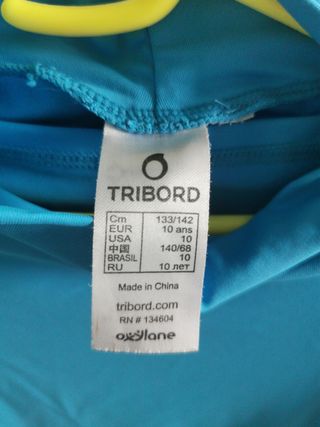 TRIBORD
Cm 133/142
EUR 10 ans
USA 10
中国 140/68
BRASIL 10
RU 10 лет
Made in China
tribord.com
RN # 134604
oxylane